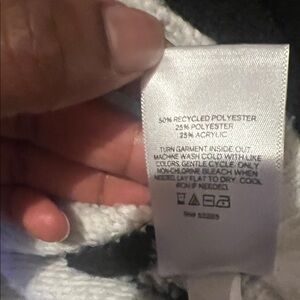 50% RECYCLED POLYESTER
25% POLYESTER
25% ACRYLIC
TURN GARMENT INSIDE OUT.
MACHINE WASH COLD WITH LIKE
COLORS, GENTLE CYCLE. ONLY
NON-CHLORINE BLEACH WHEN
NEEDED. LAY FLAT TO DRY. COOL
IRON IF NEEDED.